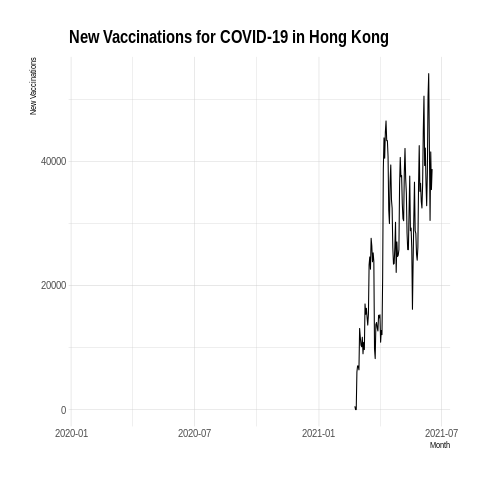 New Vaccinations for COVID-19 in Hong Kong
New Vaccinations
40000
20000
0
2020-01
2020-07
2021-01
2021-07
Month